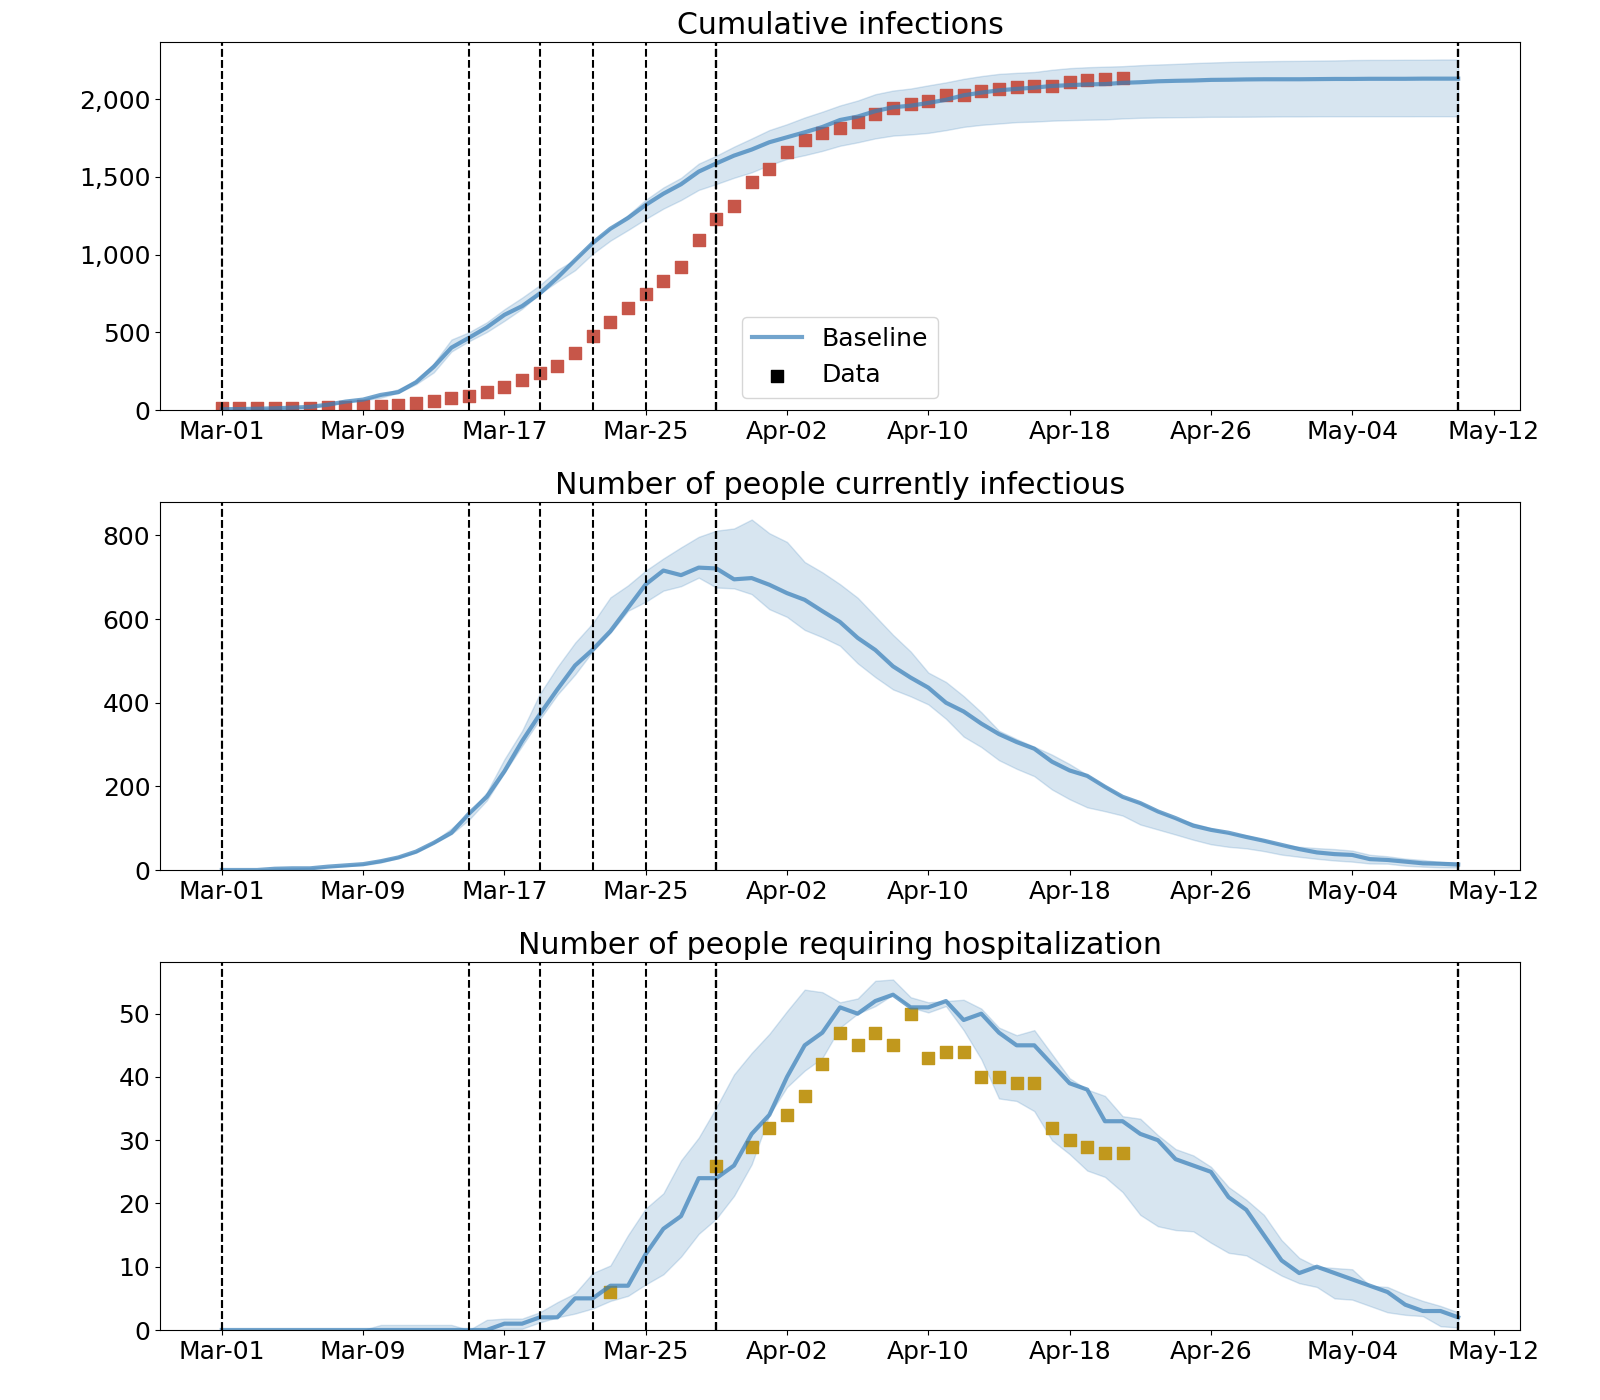 Cumulative infections
2,000
1,500
1,000
500
0
Baseline
Data
Mar-01 Mar-09 Mar-17 Mar-25 Apr-02 Apr-10 Apr-18 Apr-26 May-04 May-12
Number of people currently infectious
800
600
400
200
0
Mar-01 Mar-09 Mar-17 Mar-25 Apr-02 Apr-10 Apr-18 Apr-26 May-04 May-12
Number of people requiring hospitalization
50
40
30
20
10
0
Mar-01 Mar-09 Mar-17 Mar-25 Apr-02 Apr-10 Apr-18 Apr-26 May-04 May-12